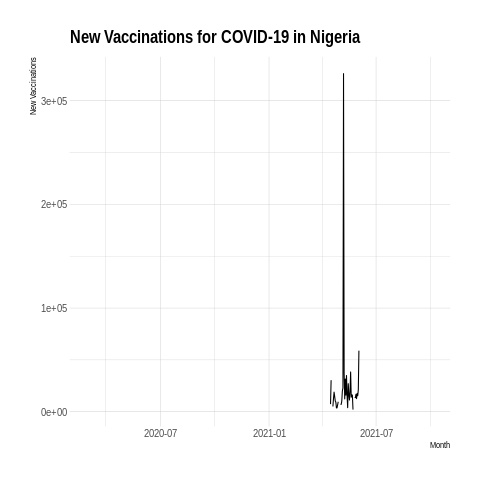 New Vaccinations for COVID-19 in Nigeria
New Vaccinations
3e+05
2e+05
1e+05
0e+00
2020-07 2021-01 2021-07
Month